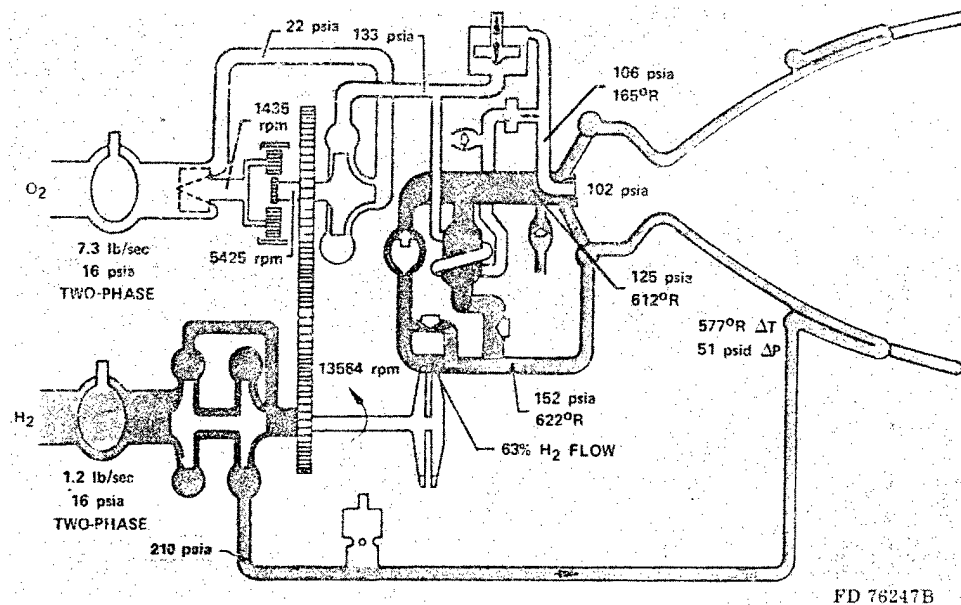 22 psia
133 psia
106 psia
165°R
1435
rpm
O2
102 psia
5425 rpm
7.3 lb/sec
16 psia
TWO-PHASE
125 psia
612°R
577°R ΔT
51 psid ΔP
13564 rpm
H2
152 psia
622°R
63% H2 FLOW
1.2 lb/sec
16 psia
TWO-PHASE
210 psia
FD 76247B